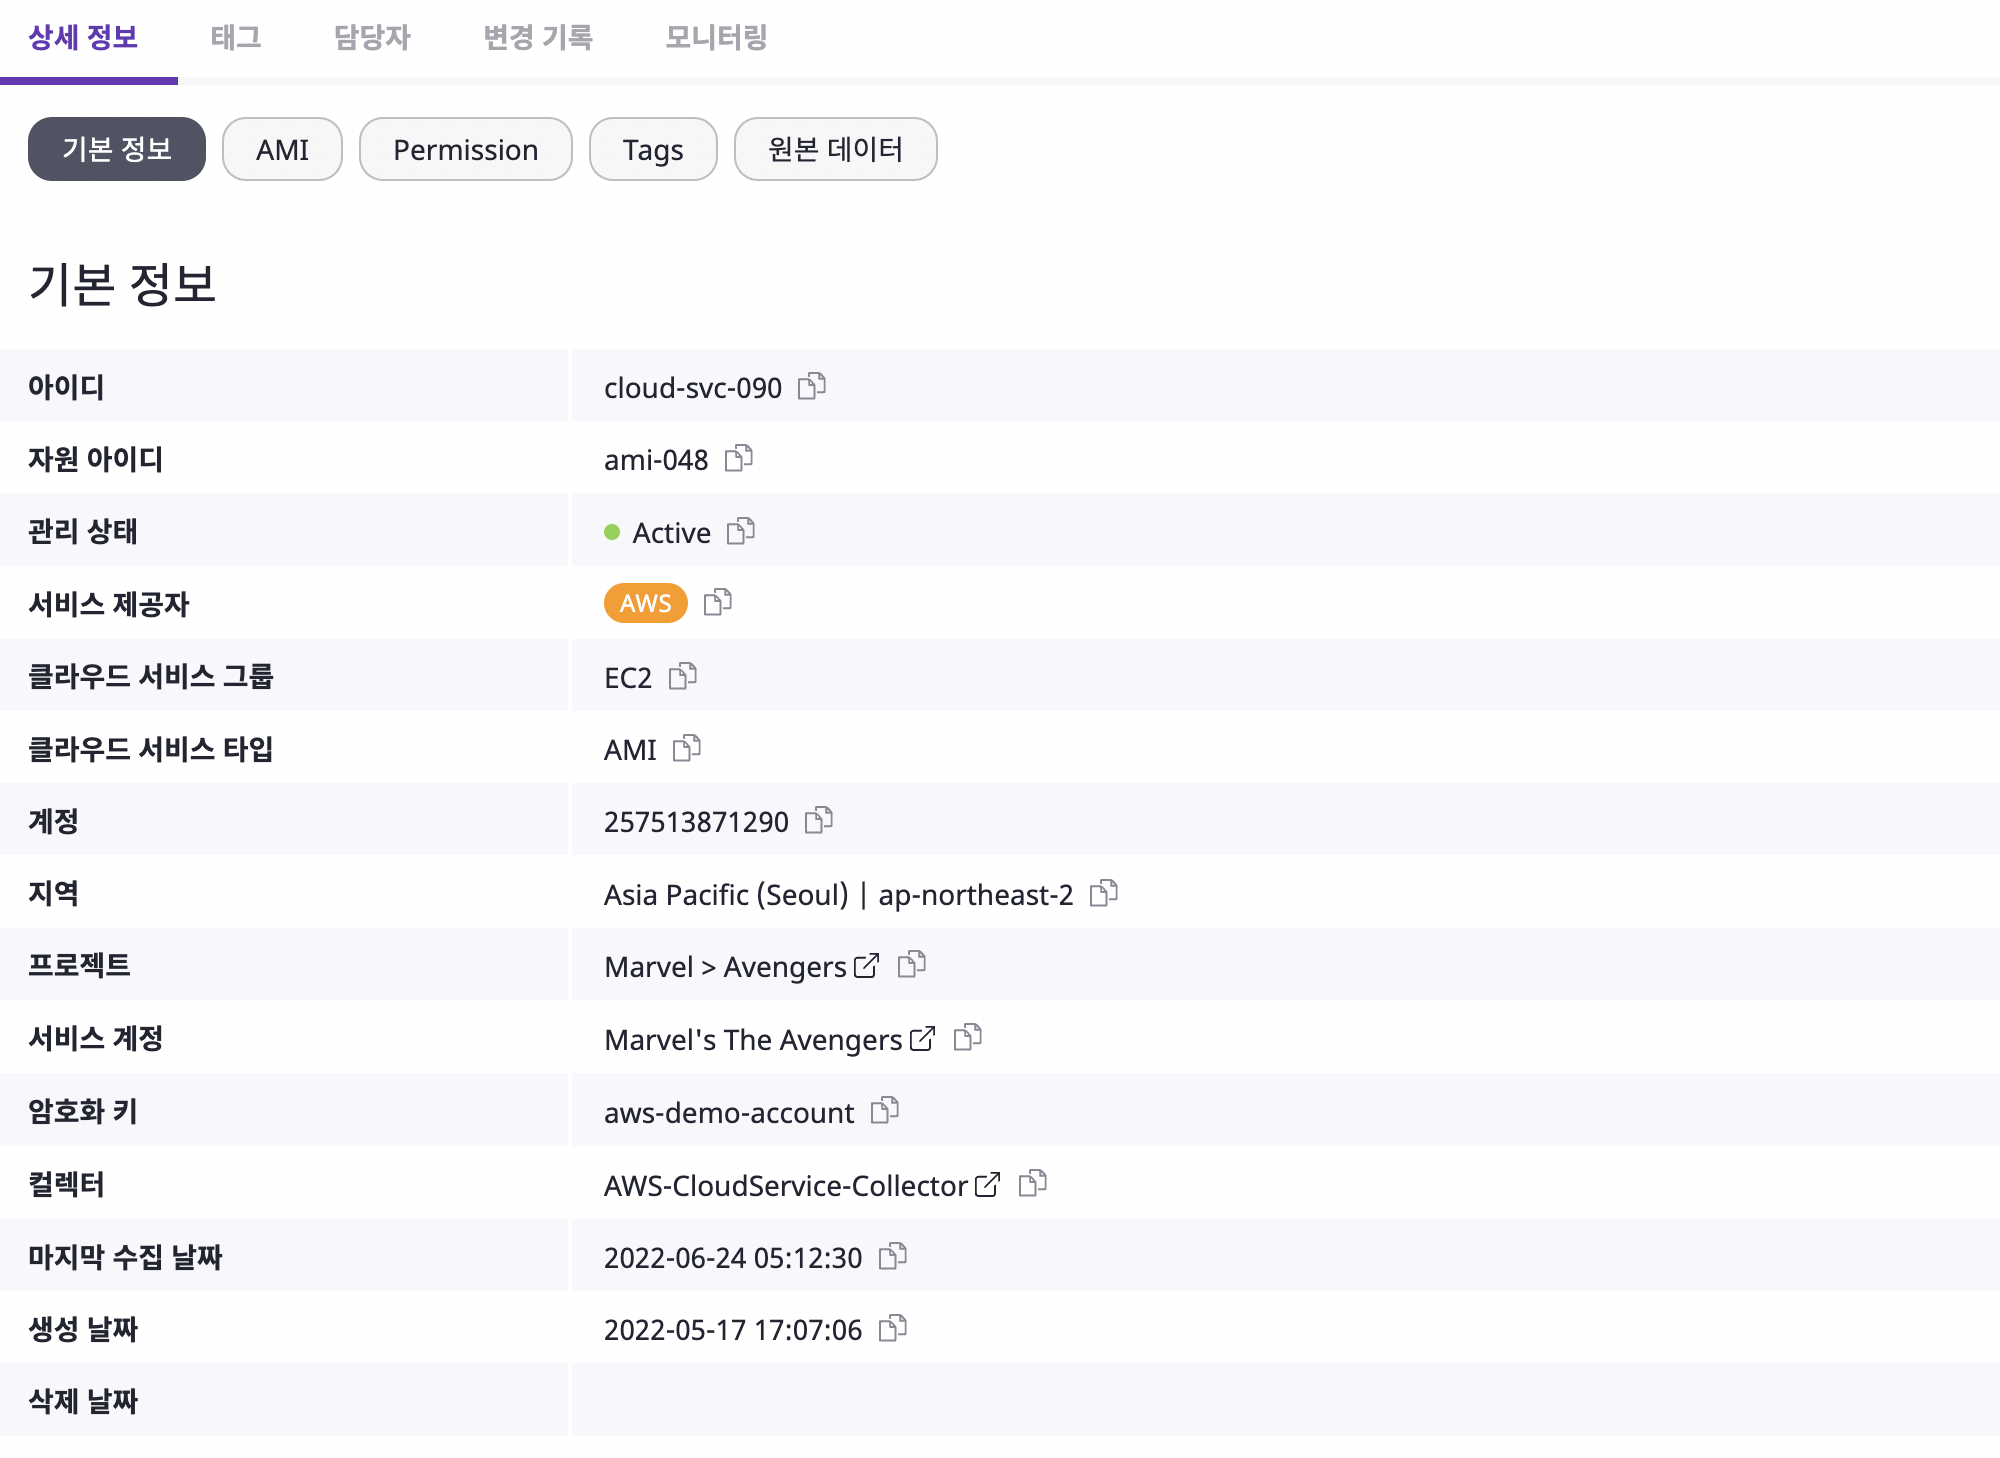 상세 정보 태그 담당자 변경 기록 모니터링
기본 정보 AMI Permission Tags 원본 데이터
기본 정보
아이디 cloud-svc-090
자원 아이디 ami-048
관리 상태 Active
서비스 제공자 AWS
클라우드 서비스 그룹 EC2
클라우드 서비스 타입 AMI
계정 257513871290
지역 Asia Pacific (Seoul) | ap-northeast-2
프로젝트 Marvel > Avengers
서비스 계정 Marvel's The Avengers
암호화 키 aws-demo-account
컬렉터 AWS-CloudService-Collector
마지막 수집 날짜 2022-06-24 05:12:30
생성 날짜 2022-05-17 17:07:06
삭제 날짜